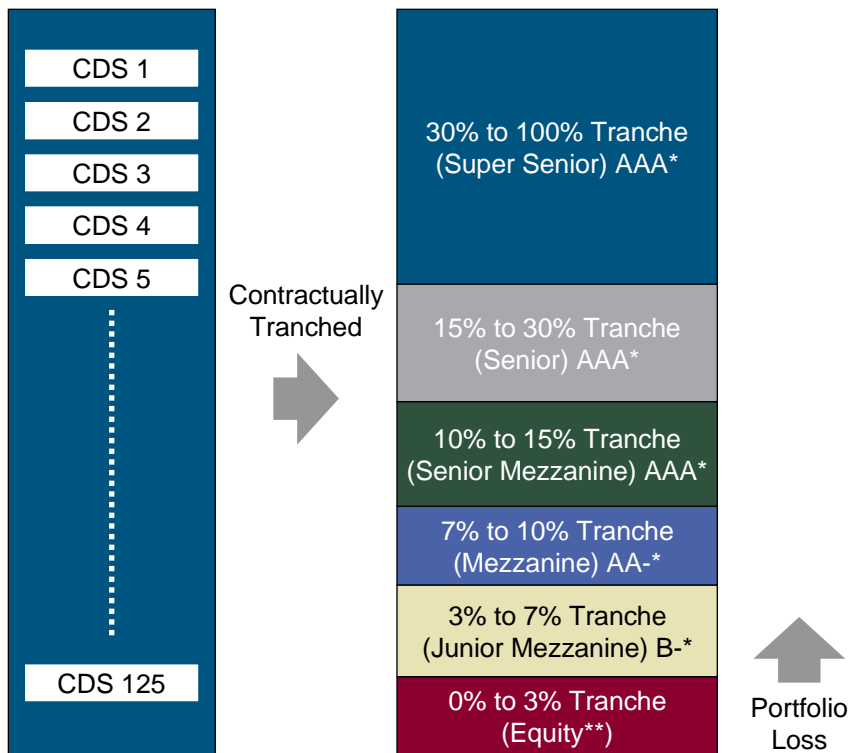 CDS 1
CDS 2
CDS 3
CDS 4
CDS 5
CDS 125
Contractually
Tranched
30% to 100% Tranche
(Super Senior) AAA*
15% to 30% Tranche
(Senior) AAA*
10% to 15% Tranche
(Senior Mezzanine) AAA*
7% to 10% Tranche
(Mezzanine) AA-*
3% to 7% Tranche
(Junior Mezzanine) B-*
0% to 3% Tranche
(Equity**)
Portfolio
Loss